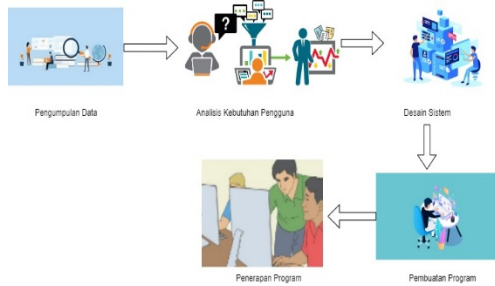 Pengumpulan Data
Analisis Kebutuhan Pengguna
Desain Sistem
Penerapan Program
Pembuatan Program